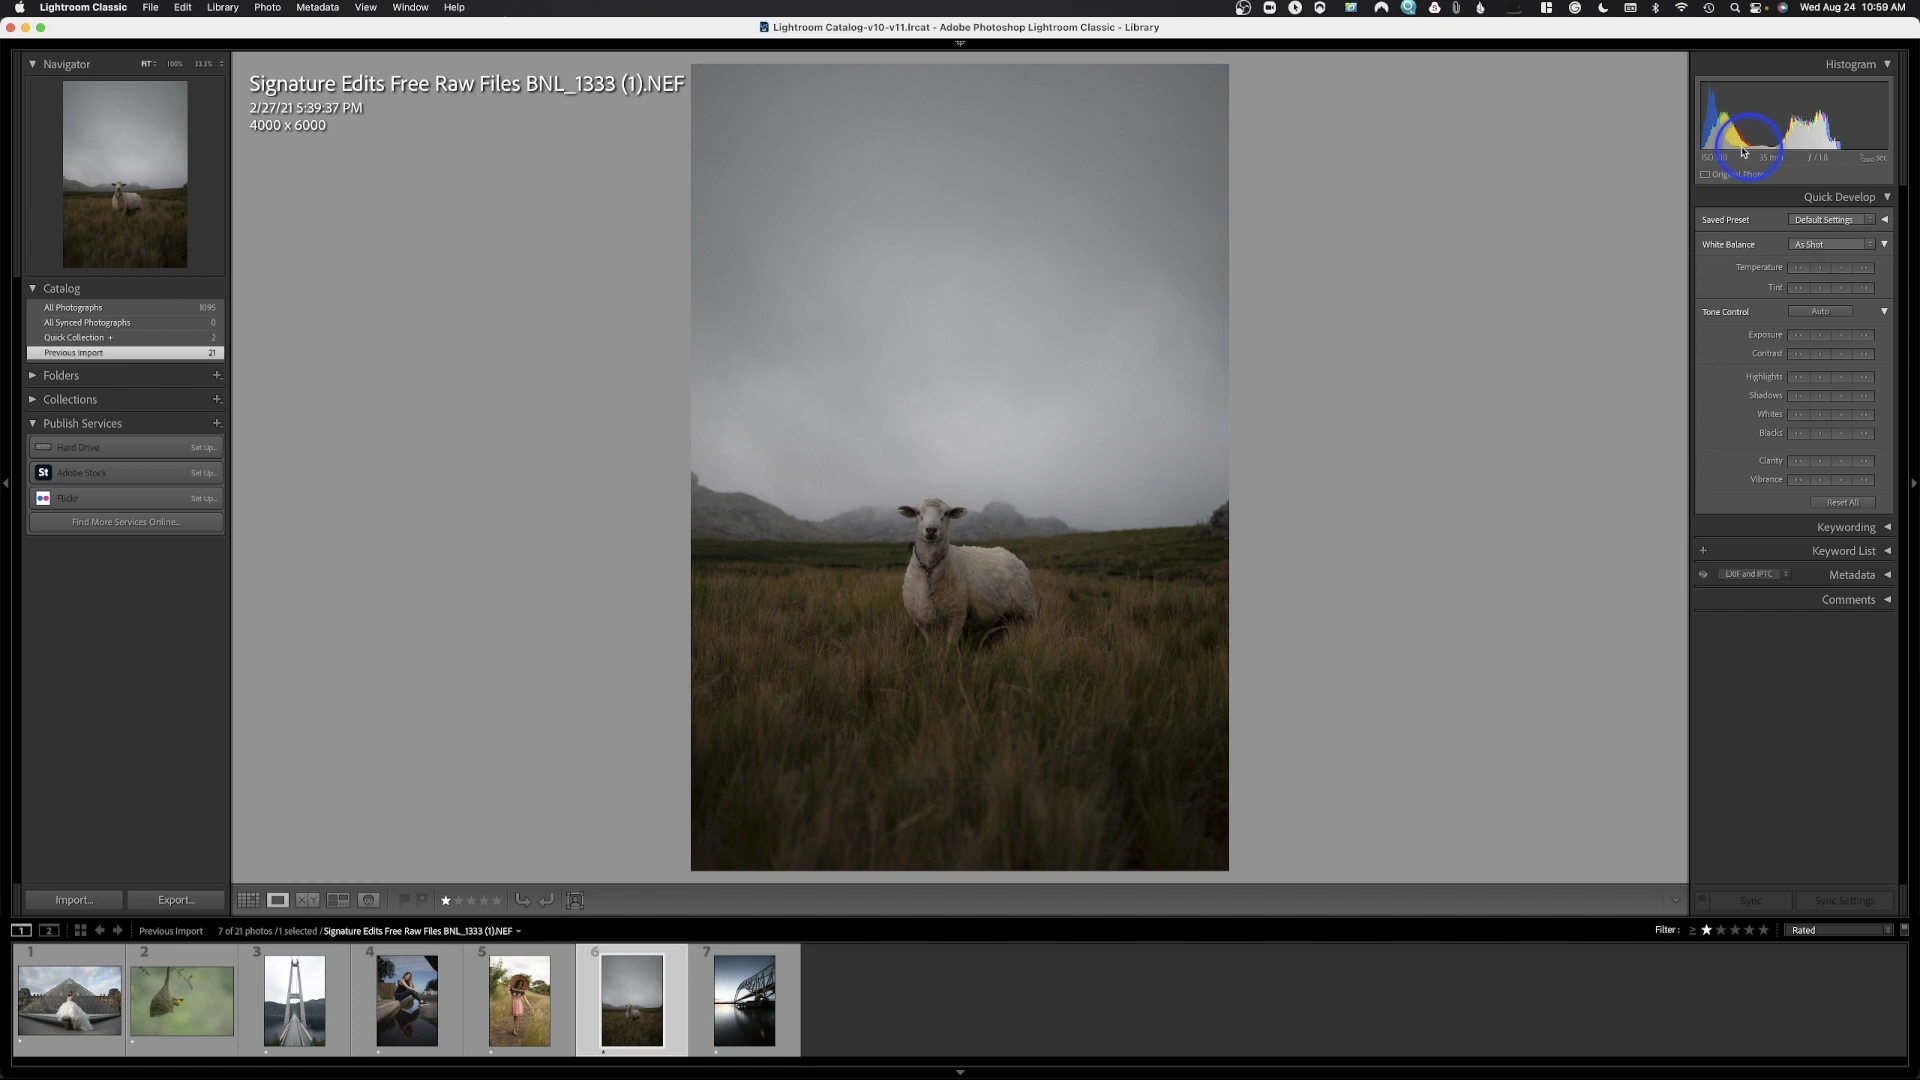 Lightroom Classic File Edit Library Photo Metadata View Window Help
Wed Aug 24 10:59 AM
Lightroom Catalog-v10-v11.lrcat - Adobe Photoshop Lightroom Classic - Library
Navigator FIT 100% 33.3%
Signature Edits Free Raw Files BNL_1333 (1).NEF
2/27/21 5:39:37 PM
4000 x 6000
Catalog
All Photographs 1095
All Synced Photographs 0
Quick Collection + 2
Previous Import 21
Folders
Collections
Publish Services
Hard Drive Set Up...
St Adobe Stock Set Up...
Flickr Set Up...
Find More Services Online...
Import... Export...
Histogram
ISO 35 mm f / 1.8 sec
Original Photo
Quick Develop
Saved Preset Default Settings
White Balance As Shot
Temperature
Tint
Tone Control Auto
Exposure
Contrast
Highlights
Shadows
Whites
Blacks
Clarity
Vibrance
Reset All
Keywording
Keyword List
EXIF and IPTC Metadata
Comments
Sync Sync Settings
1 2 Previous Import 7 of 21 photos / 1 selected / Signature Edits Free Raw Files BNL_1333 (1).NEF
Filter: Rated
1 2 3 4 5 6 7